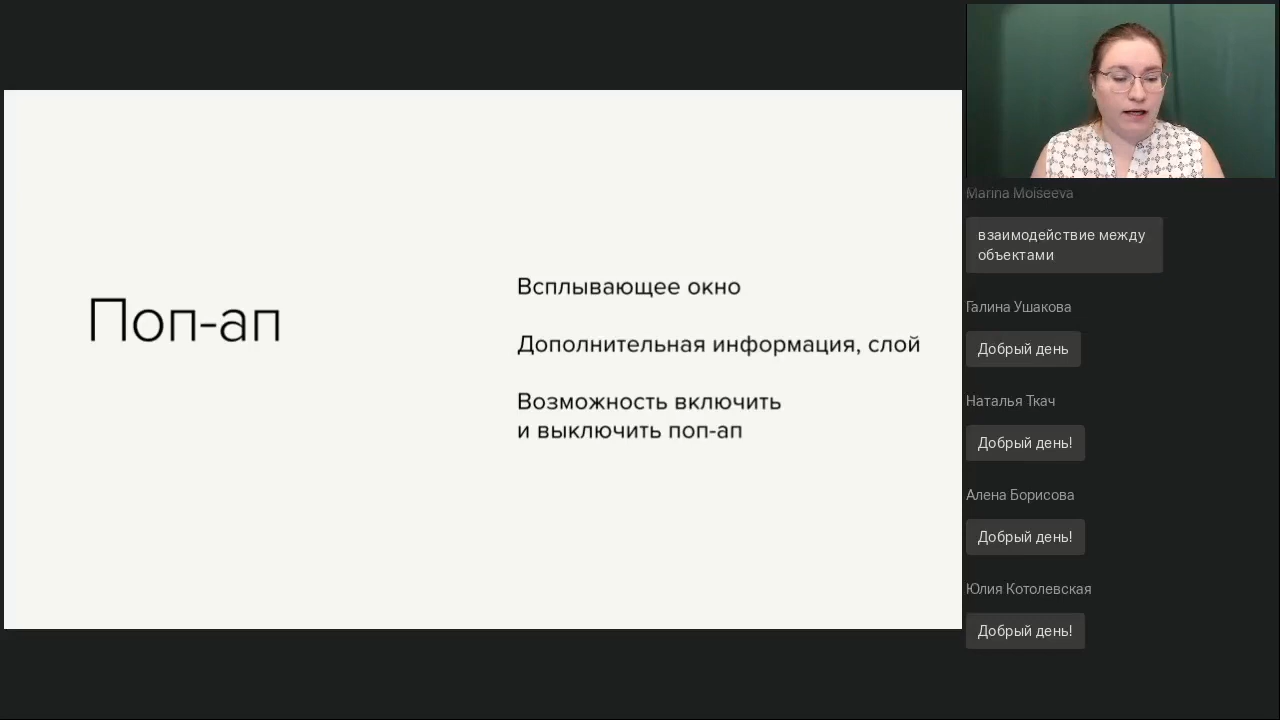 Поп-ап
Всплывающее окно
Дополнительная информация, слой
Возможность включить
и выключить поп-ап
Marina Moiseeva
взаимодействие между
объектами
Галина Ушакова
Добрый день
Наталья Ткач
Добрый день!
Алена Борисова
Добрый день!
Юлия Котолевская
Добрый день!